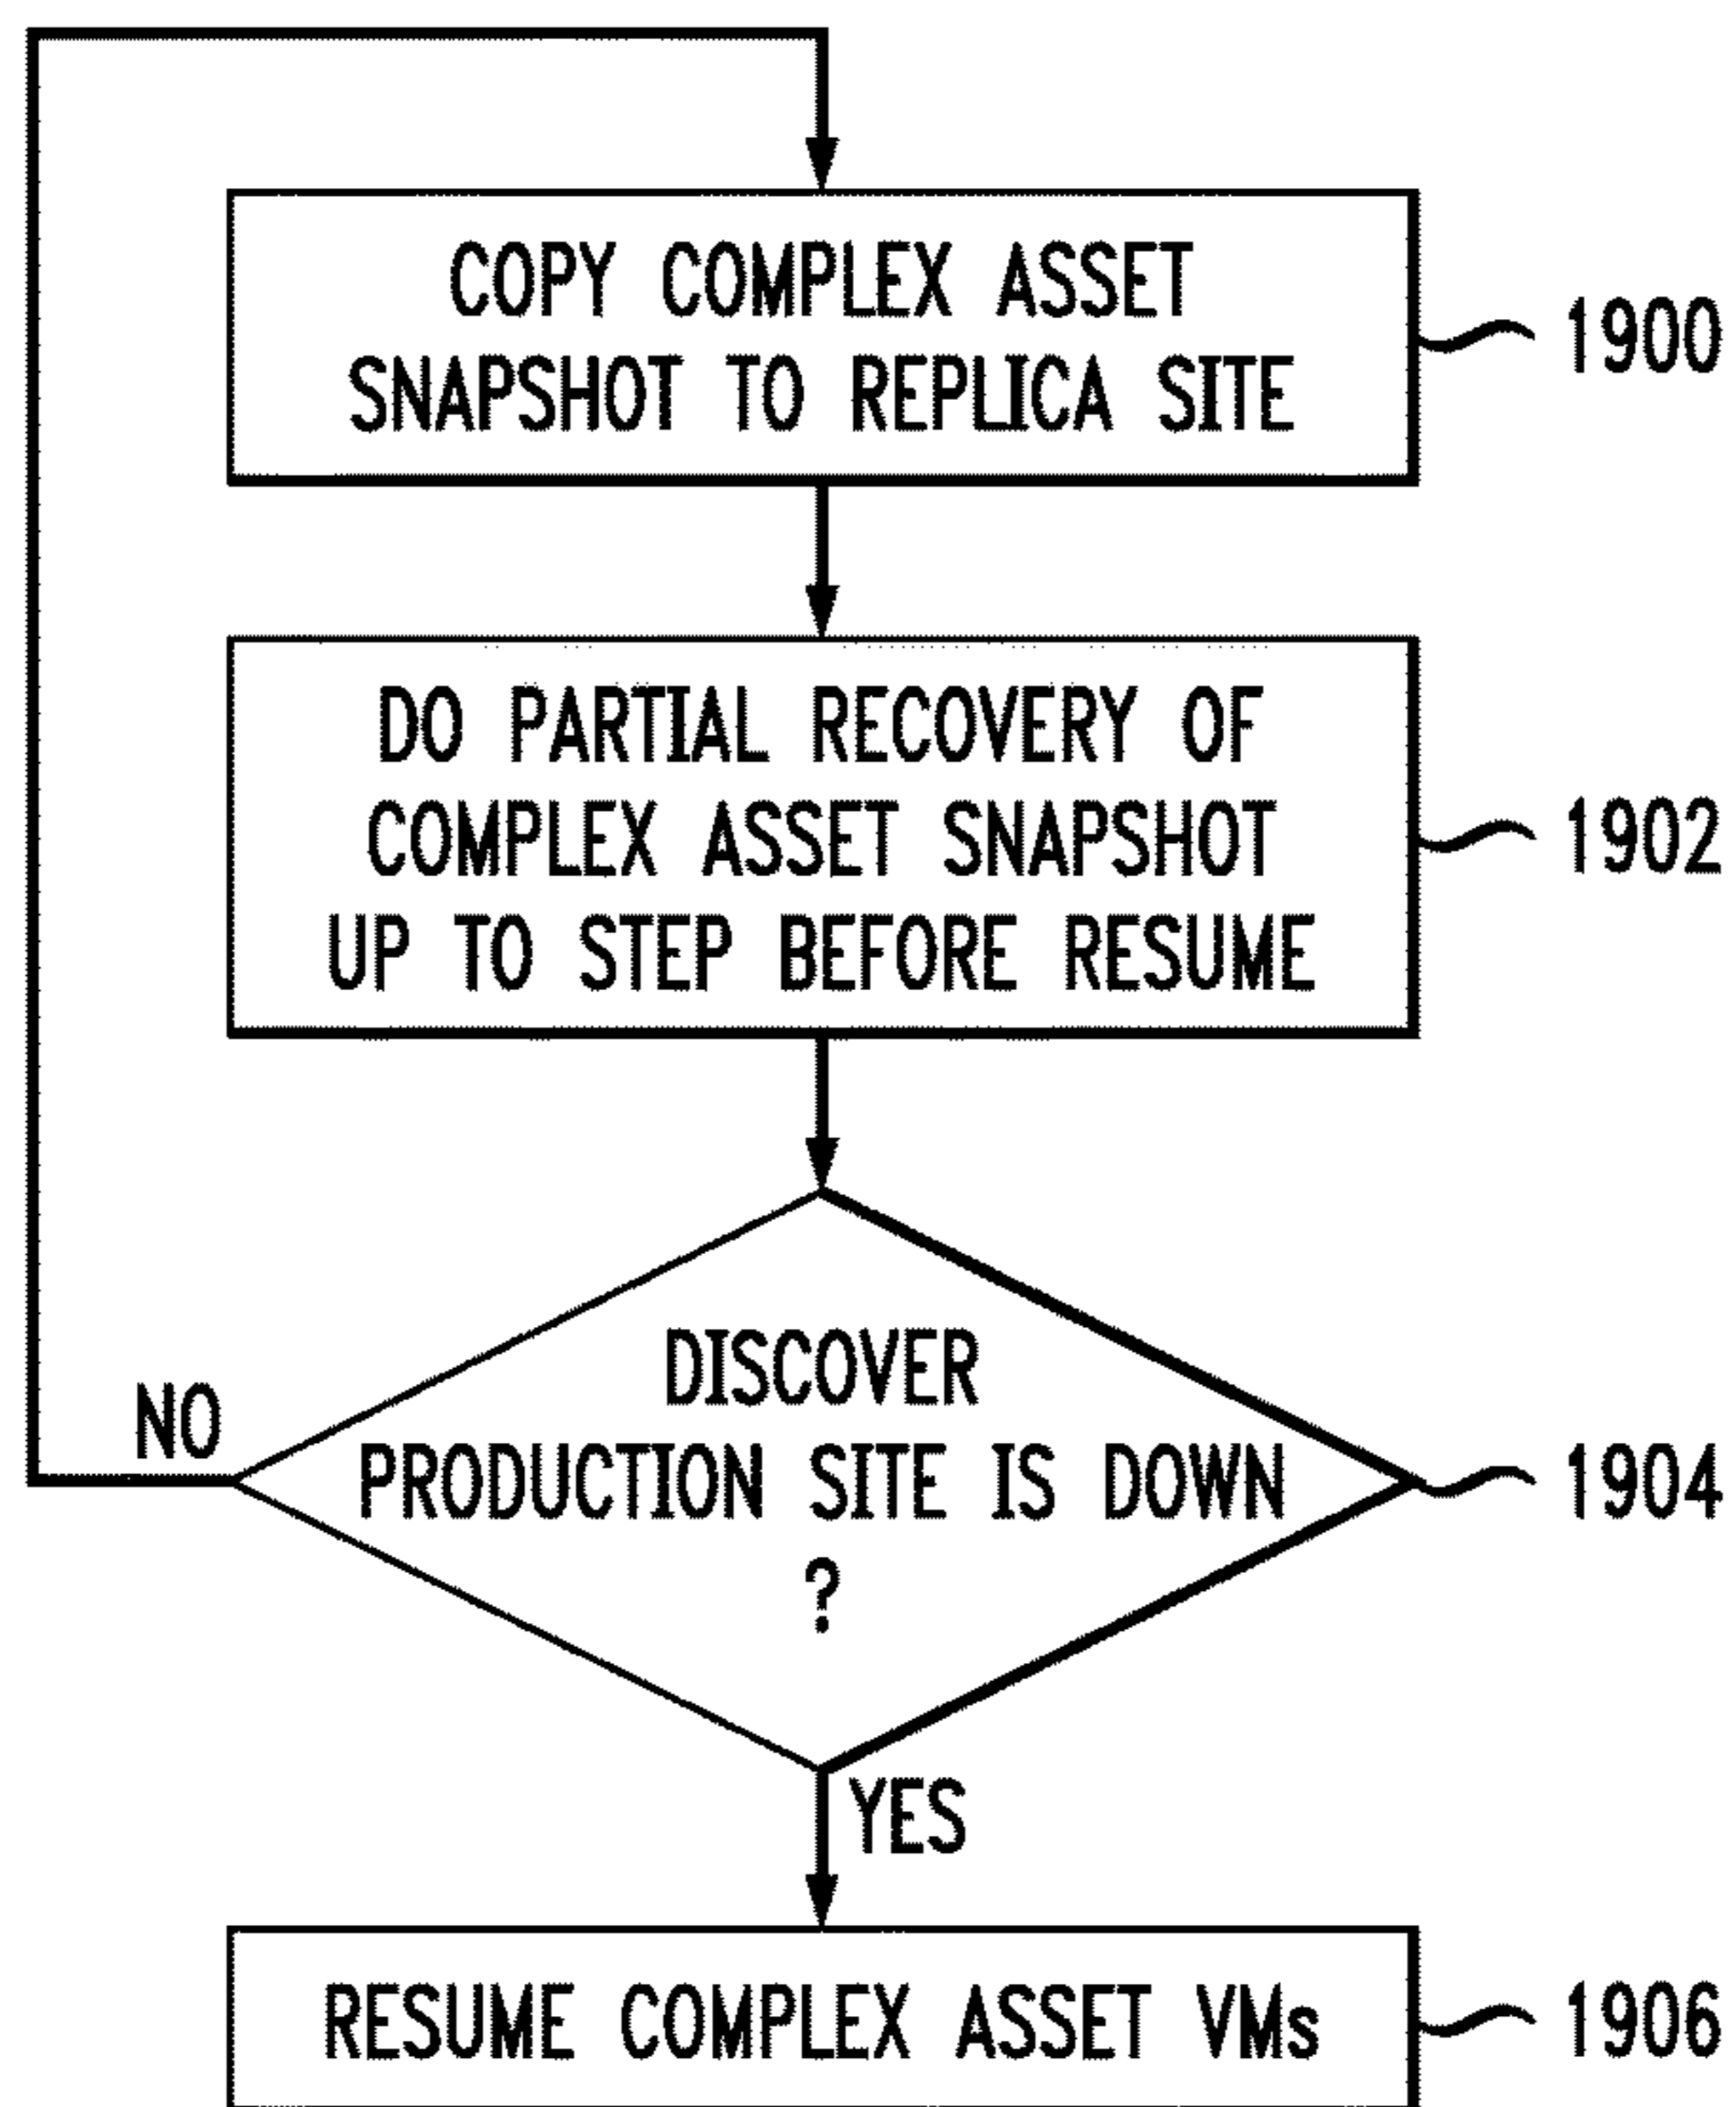 COPY COMPLEX ASSET
SNAPSHOT TO REPLICA SITE
1900
DO PARTIAL RECOVERY OF
COMPLEX ASSET SNAPSHOT
UP TO STEP BEFORE RESUME
1902
DISCOVER
PRODUCTION SITE IS DOWN
?
1904
NO
YES
RESUME COMPLEX ASSET VMs
1906